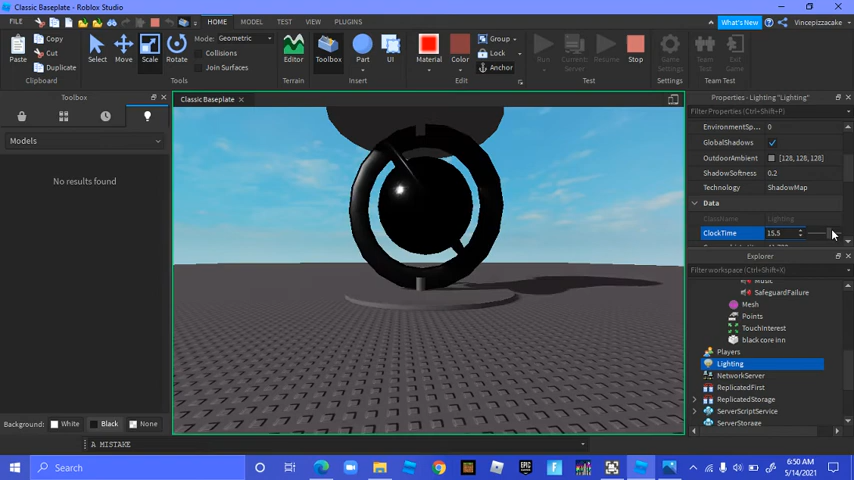 Classic Baseplate - Roblox Studio
FILE HOME MODEL TEST VIEW PLUGINS What's New Vincepizzacake
Paste Copy Cut Duplicate Clipboard
Select Move Scale Rotate Mode: Geometric Collisions Join Surfaces Tools
Editor Terrain Toolbox Part UI Insert
Material Color Group Lock Anchor Edit
Run Current: Server Resume Stop Test
Game Settings Settings Team Test Exit Game Team Test
Toolbox
Models
No results found
Background: White Black None
Classic Baseplate
Properties - Lighting "Lighting"
Filter Properties (Ctrl+Shift+P)
EnvironmentSp... 0
GlobalShadows
OutdoorAmbient [128, 128, 128]
ShadowSoftness 0.2
Technology ShadowMap
Data
ClassName Lighting
ClockTime 15.5
Explorer
Filter workspace (Ctrl+Shift+X)
Music
SafeguardFailure
Mesh
Points
TouchInterest
black core inn
Players
Lighting
NetworkServer
ReplicatedFirst
ReplicatedStorage
ServerScriptService
ServerStorage
A MISTAKE
Search
EPIC
6:50 AM
5/14/2021